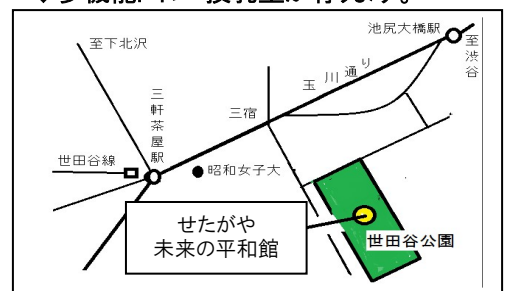 池尻大橋駅
至渋谷
至下北沢
玉川通り
三宿
三軒茶屋駅
世田谷線
昭和女子大
せたがや
未来の平和館
世田谷公園